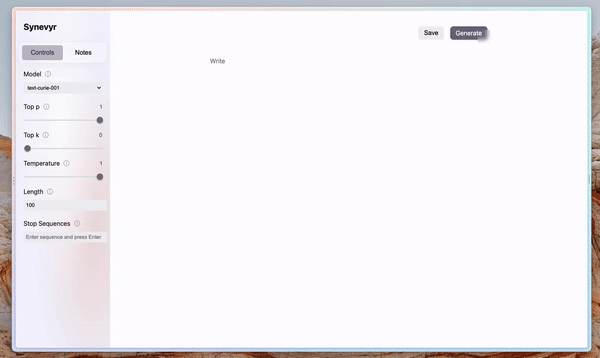 Synevyr
Save
Generate
Controls
Notes
Write
Model
text-curie-001
Top p
1
Top k
0
Temperature
1
Length
100
Stop Sequences
Enter sequence and press Enter